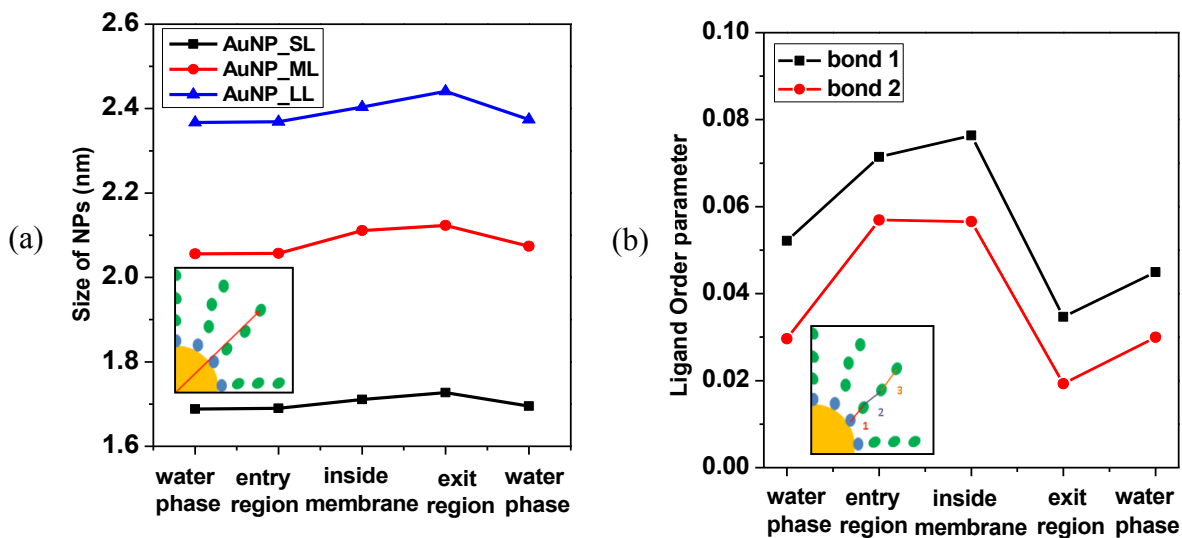 (a)
Size of NPs (nm)
2.6
2.4
2.2
2.0
1.8
1.6
AuNP_SL
AuNP_ML
AuNP_LL
water phase
entry region
inside membrane
exit region
water phase
(b)
Ligand Order parameter
0.10
0.08
0.06
0.04
0.02
0.00
bond 1
bond 2
1
2
3
water phase
entry region
inside membrane
exit region
water phase